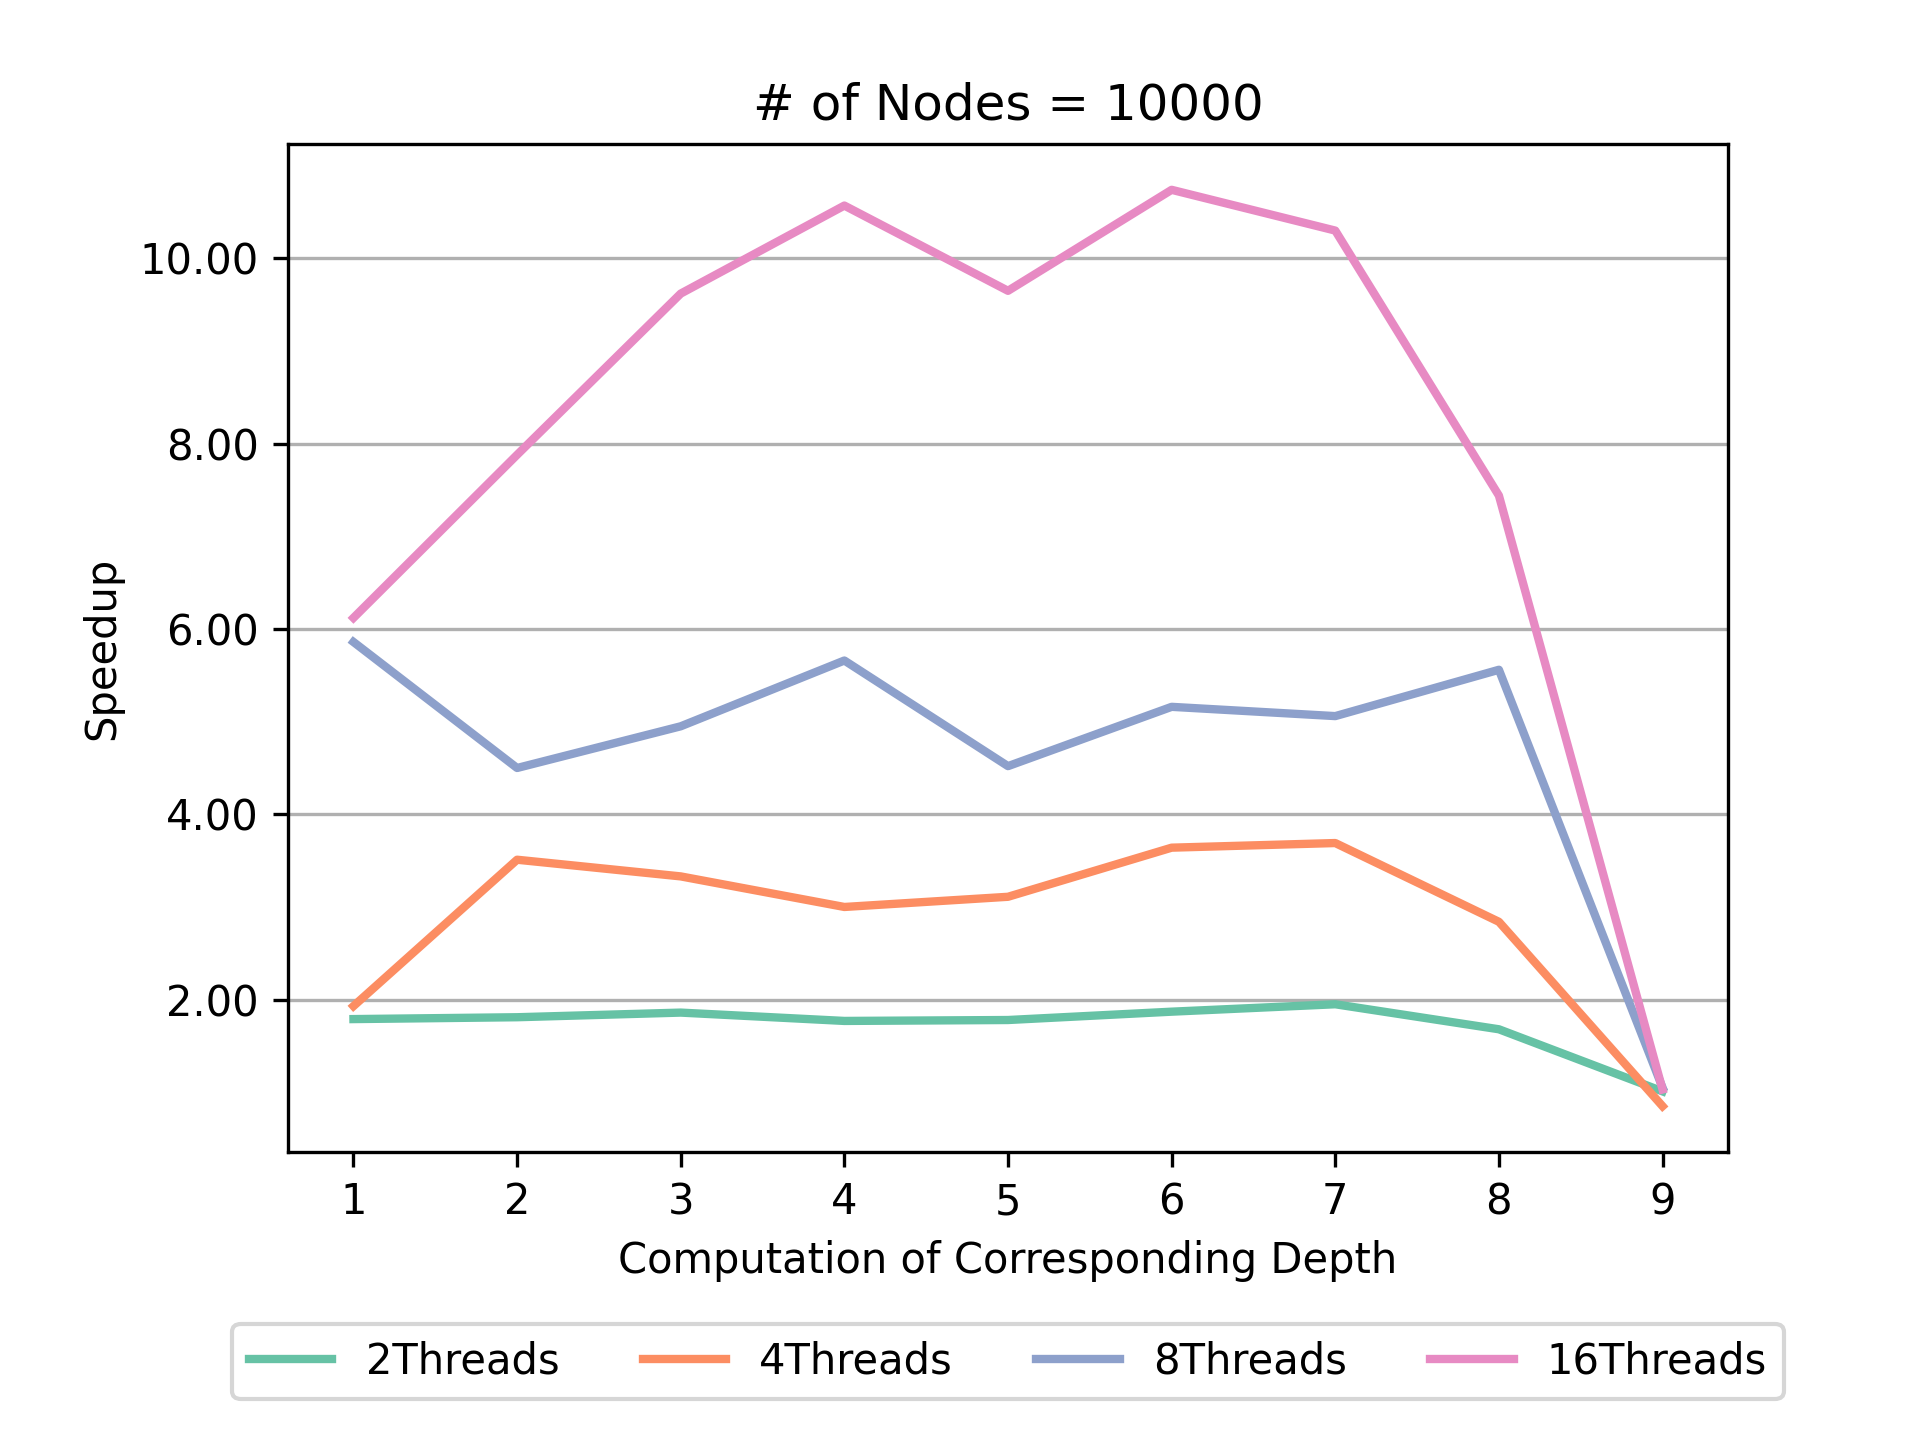 # of Nodes = 10000
10.00
8.00
6.00
4.00
2.00
Speedup
1 2 3 4 5 6 7 8 9
Computation of Corresponding Depth
2Threads 4Threads 8Threads 16Threads